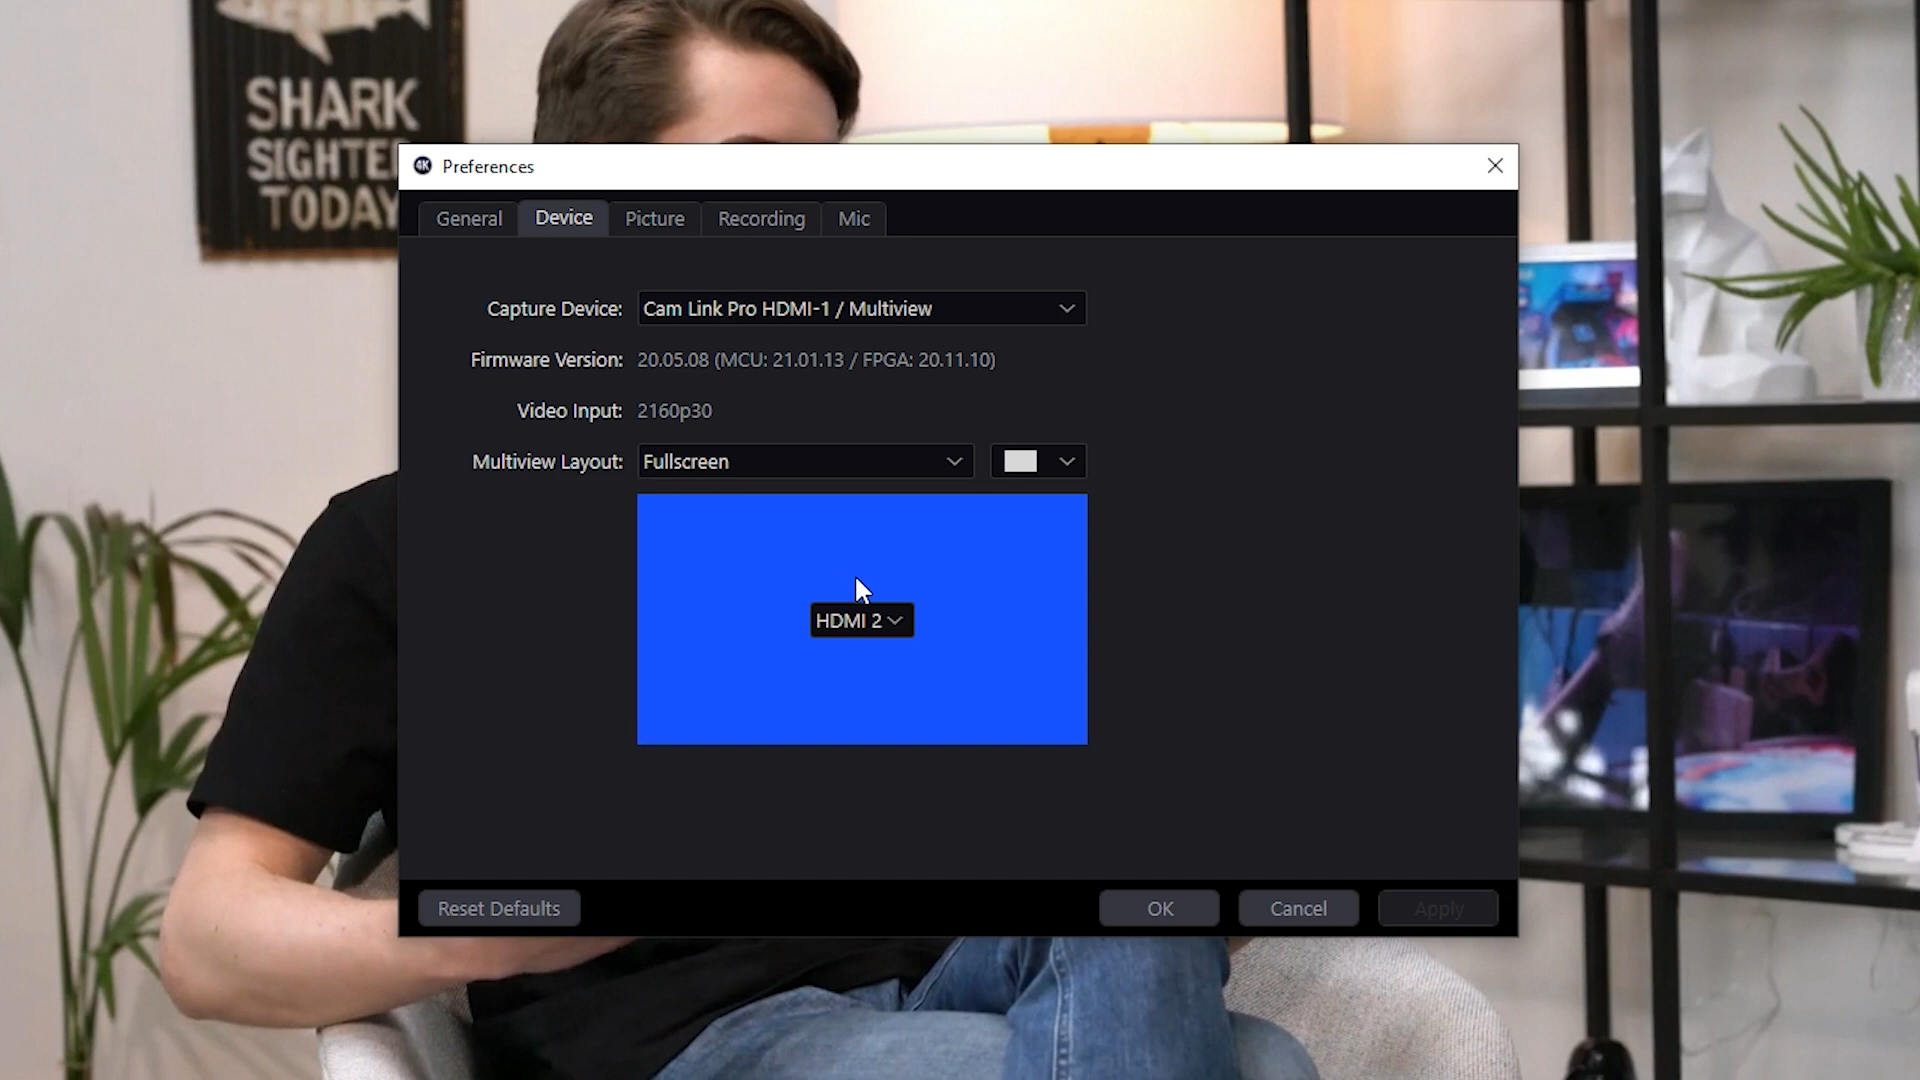 SHARK
SIGHTE
TODAY
4K Preferences
General Device Picture Recording Mic
Capture Device: Cam Link Pro HDMI-1 / Multiview
Firmware Version: 20.05.08 (MCU: 21.01.13 / FPGA: 20.11.10)
Video Input: 2160p30
Multiview Layout: Fullscreen
HDMI 2
Reset Defaults OK Cancel Apply